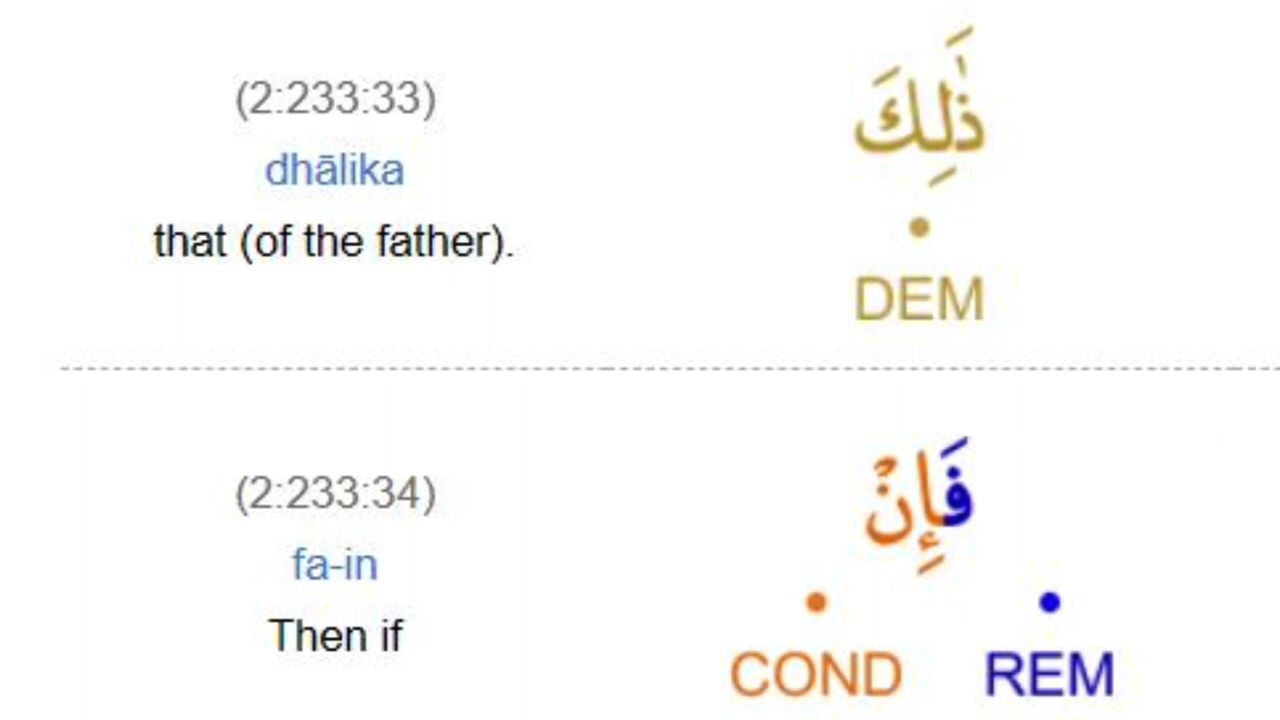 (2:233:33)
dhālika
that (of the father).
ذَٰلِكَ
DEM
(2:233:34)
fa-in
Then if
فَإِنْ
COND REM